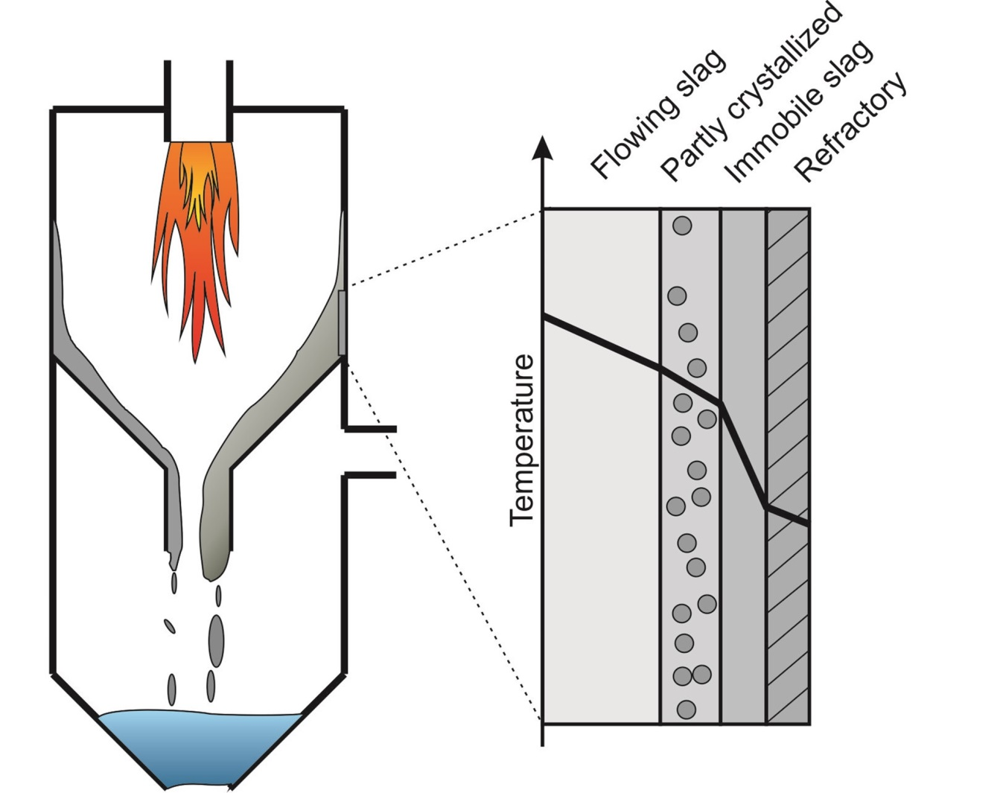 Flowing slag
Partly crystallized
Immobile slag
Refractory
Temperature